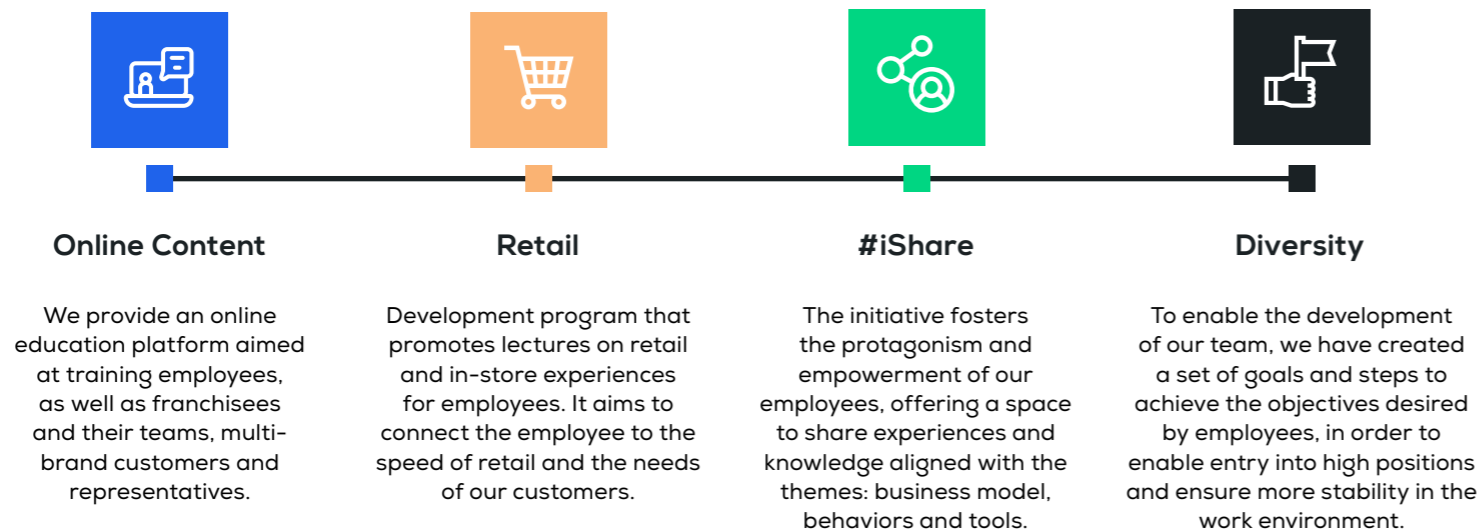 Online Content
We provide an online
education platform aimed
at training employees,
as well as franchisees
and their teams, multi-
brand customers and
representatives.
Retail
Development program that
promotes lectures on retail
and in-store experiences
for employees. It aims to
connect the employee to the
speed of retail and the needs
of our customers.
#iShare
The initiative fosters
the protagonism and
empowerment of our
employees, offering a space
to share experiences and
knowledge aligned with the
themes: business model,
behaviors and tools.
Diversity
To enable the development
of our team, we have created
a set of goals and steps to
achieve the objectives desired
by employees, in order to
enable entry into high positions
and ensure more stability in the
work environment.